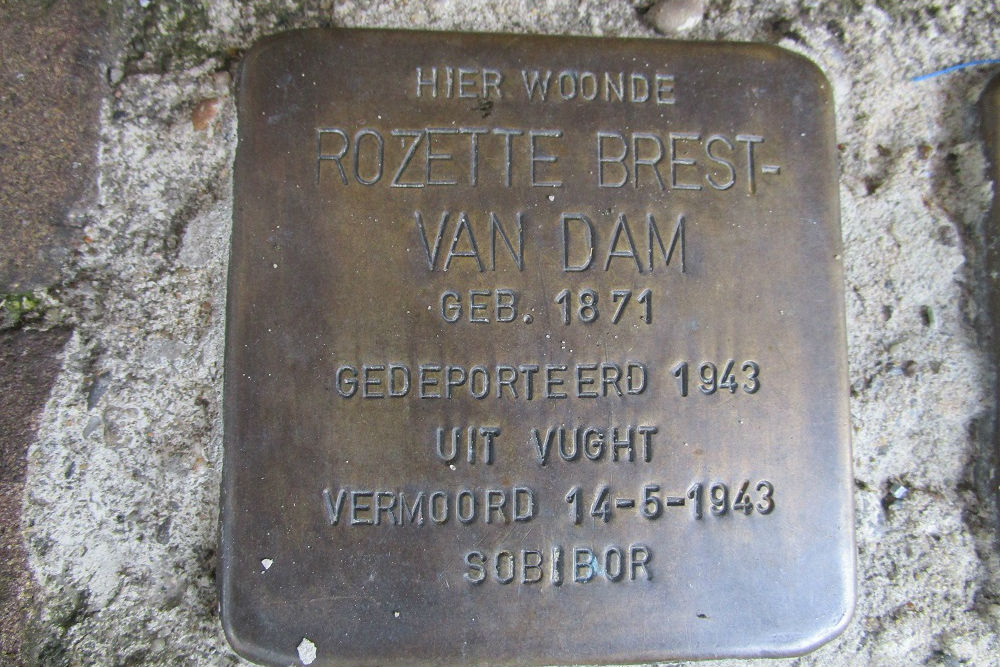 HIER WOONDE
ROZETTE BREST-
VAN DAM
GEB. 1871
GEDEPORTEERD 1943
UIT VUGHT
VERMOORD 14-5-1943
SOBIBOR